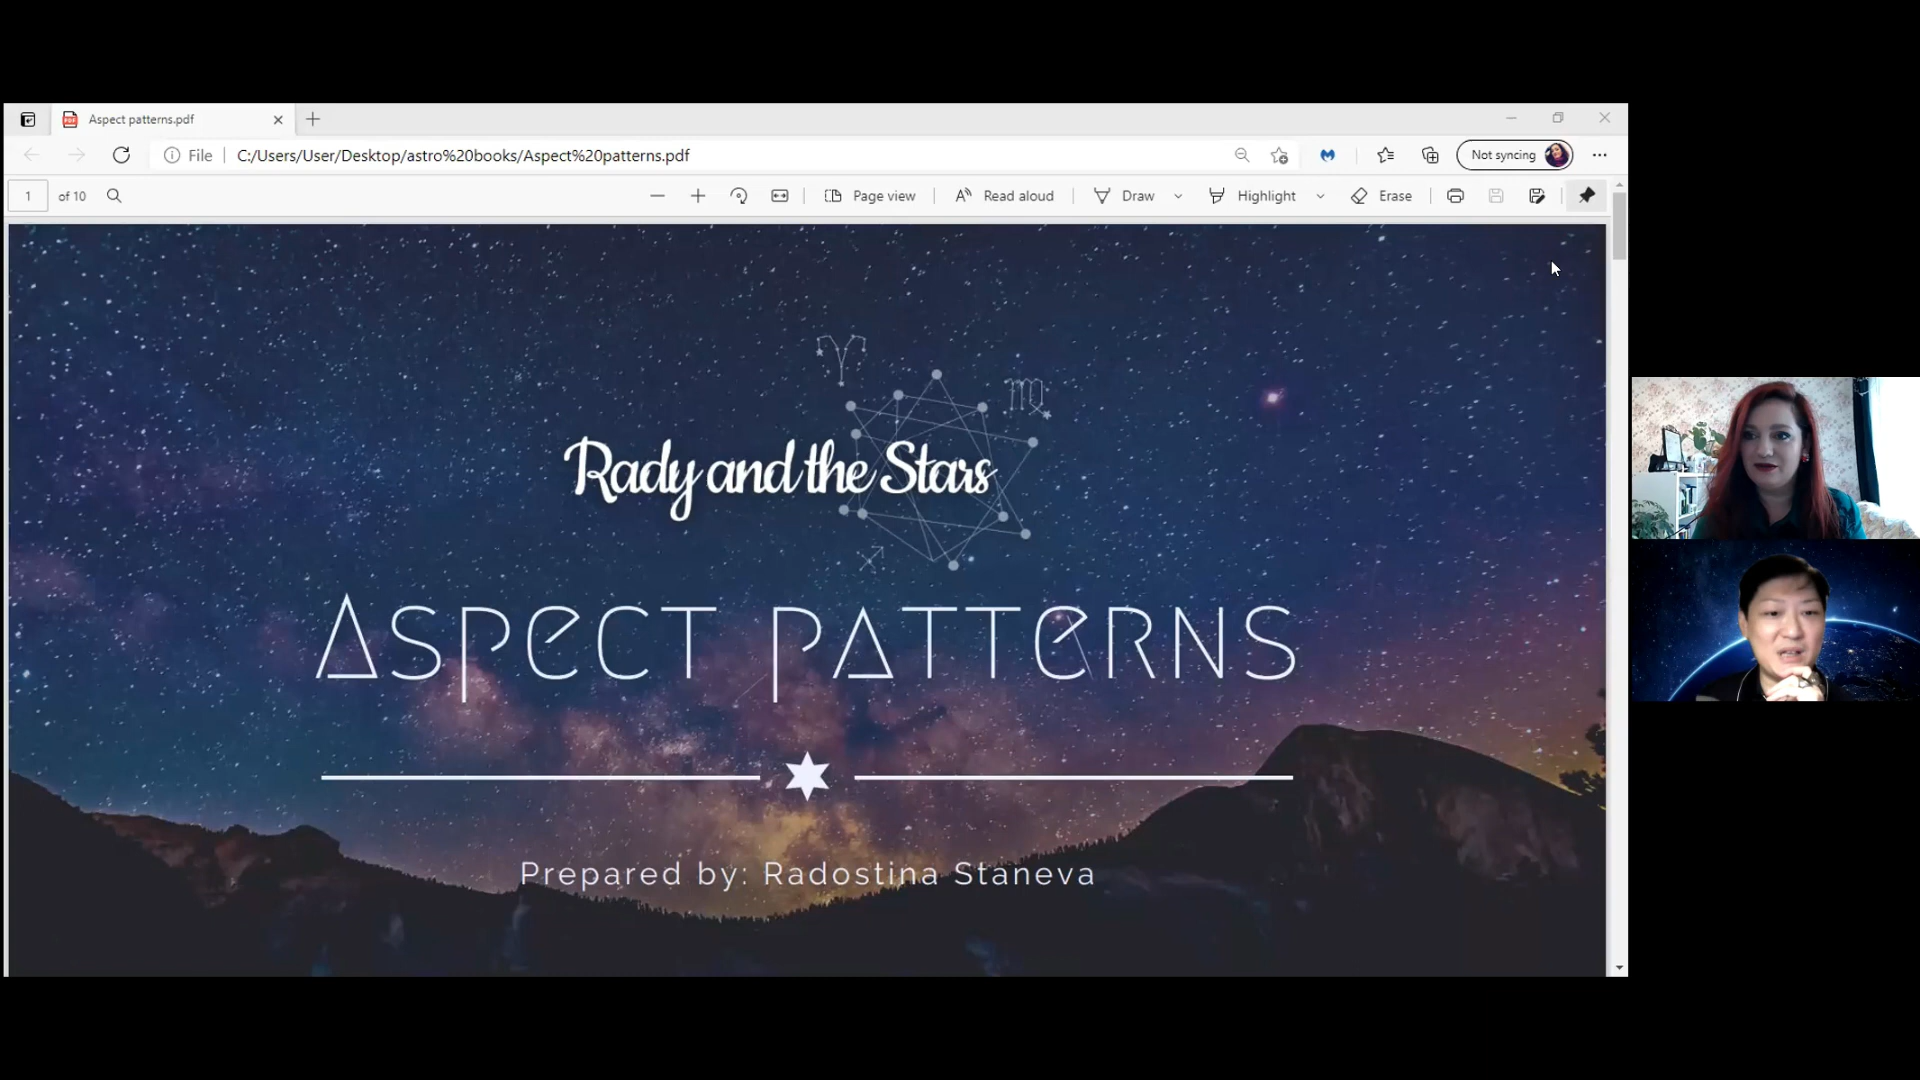 Aspect patterns.pdf
File C:/Users/User/Desktop/astro%20books/Aspect%20patterns.pdf Not syncing
1 of 10 Page view Read aloud Draw Highlight Erase
Rady and the Stars
Aspect patterns
Prepared by: Radostina Staneva